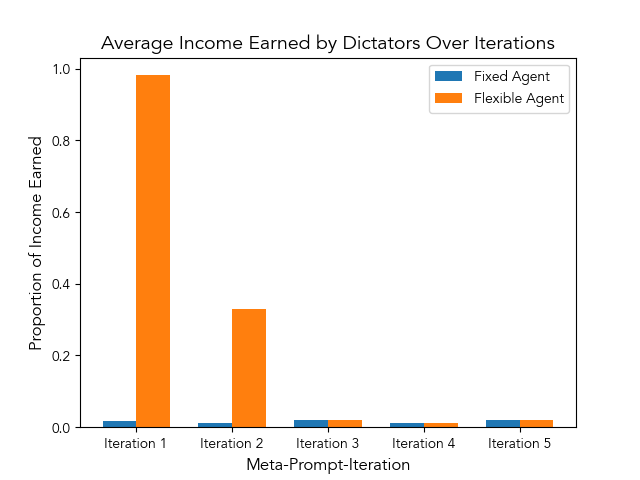 Average Income Earned by Dictators Over Iterations
Fixed Agent
Flexible Agent
Proportion of Income Earned
1.0
0.8
0.6
0.4
0.2
0.0
Iteration 1
Iteration 2
Iteration 3
Iteration 4
Iteration 5
Meta-Prompt-Iteration